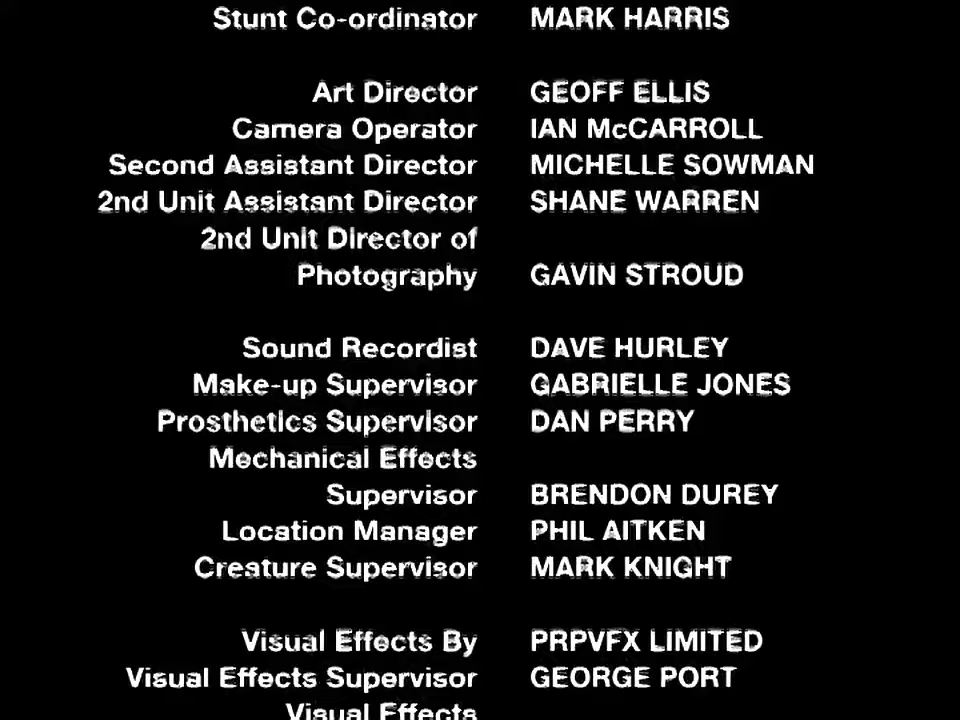 Stunt Co-ordinator MARK HARRIS
Art Director GEOFF ELLIS
Camera Operator IAN McCARROLL
Second Assistant Director MICHELLE SOWMAN
2nd Unit Assistant Director SHANE WARREN
2nd Unit Director of
Photography GAVIN STROUD
Sound Recordist DAVE HURLEY
Make-up Supervisor GABRIELLE JONES
Prosthetics Supervisor DAN PERRY
Mechanical Effects
Supervisor BRENDON DUREY
Location Manager PHIL AITKEN
Creature Supervisor MARK KNIGHT
Visual Effects By PRPVFX LIMITED
Visual Effects Supervisor GEORGE PORT
Visual Effects